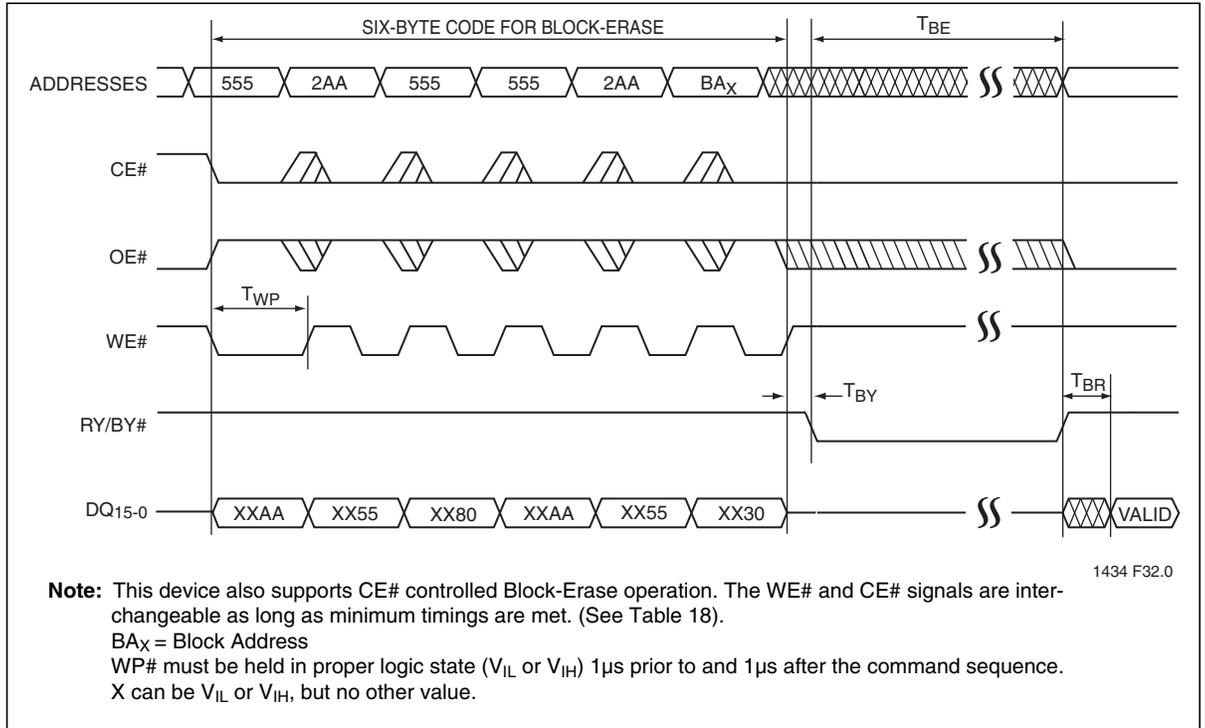 SIX-BYTE CODE FOR BLOCK-ERASE TBE
ADDRESSES 555 2AA 555 555 2AA BAX
CE#
OE#
TWP
WE#
TBY TBR
RY/BY#
DQ15-0 XXAA XX55 XX80 XXAA XX55 XX30 VALID
1434 F32.0
Note: This device also supports CE# controlled Block-Erase operation. The WE# and CE# signals are inter-
changeable as long as minimum timings are met. (See Table 18).
BAX = Block Address
WP# must be held in proper logic state (VIL or VIH) 1µs prior to and 1µs after the command sequence.
X can be VIL or VIH, but no other value.